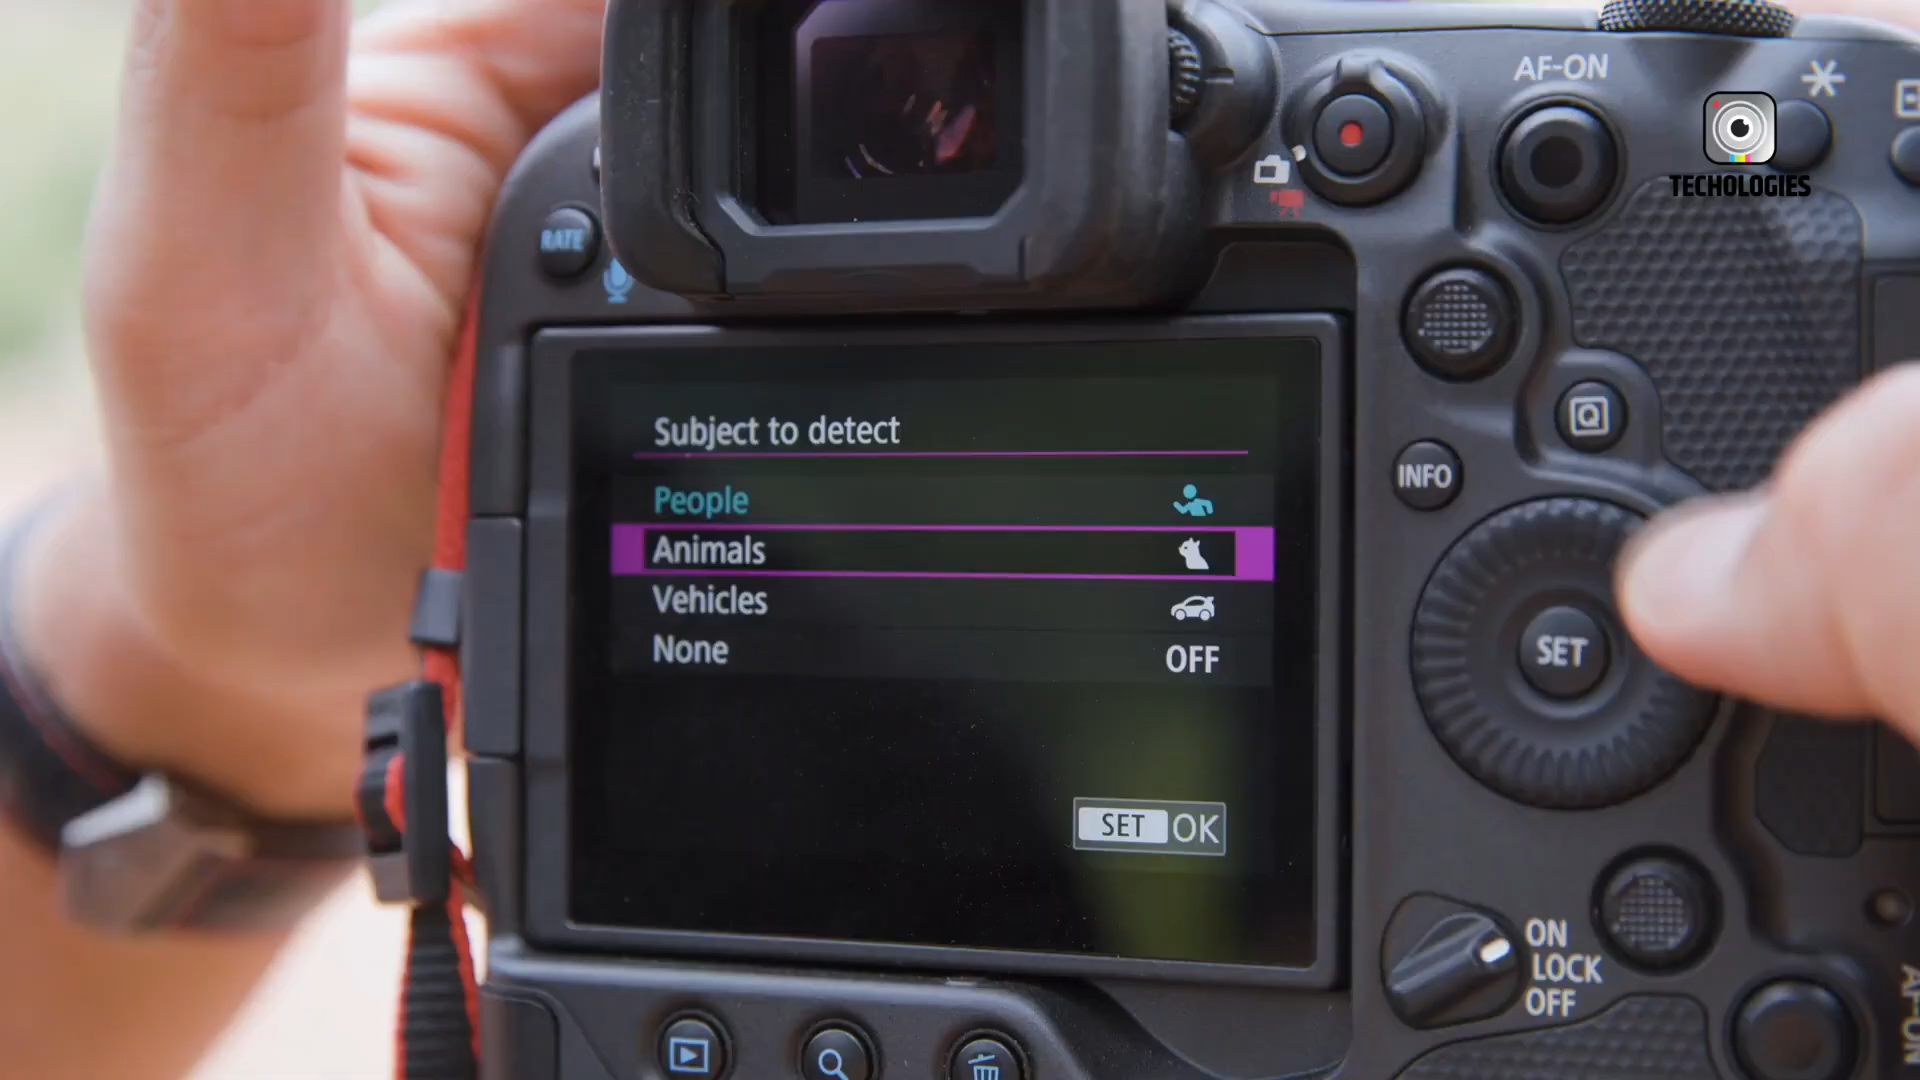 AF-ON
TECHOLOGIES
RATE
Subject to detect
People
Animals
Vehicles
None OFF
SET OK
Q
INFO
SET
ON
LOCK
OFF
AF-ON